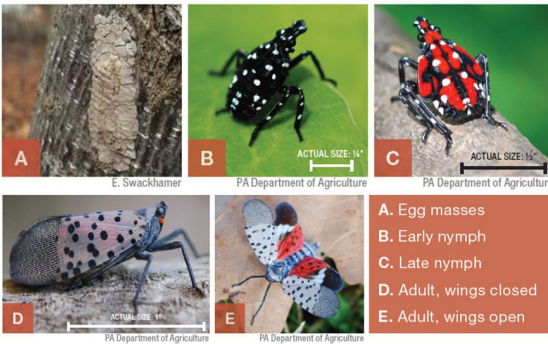 A
E. Swackhamer
B
ACTUAL SIZE: ¼"
PA Department of Agriculture
C
ACTUAL SIZE: ½"
PA Department of Agriculture
D
ACTUAL SIZE: 1"
PA Department of Agriculture
E
PA Department of Agriculture
A. Egg masses
B. Early nymph
C. Late nymph
D. Adult, wings closed
E. Adult, wings open